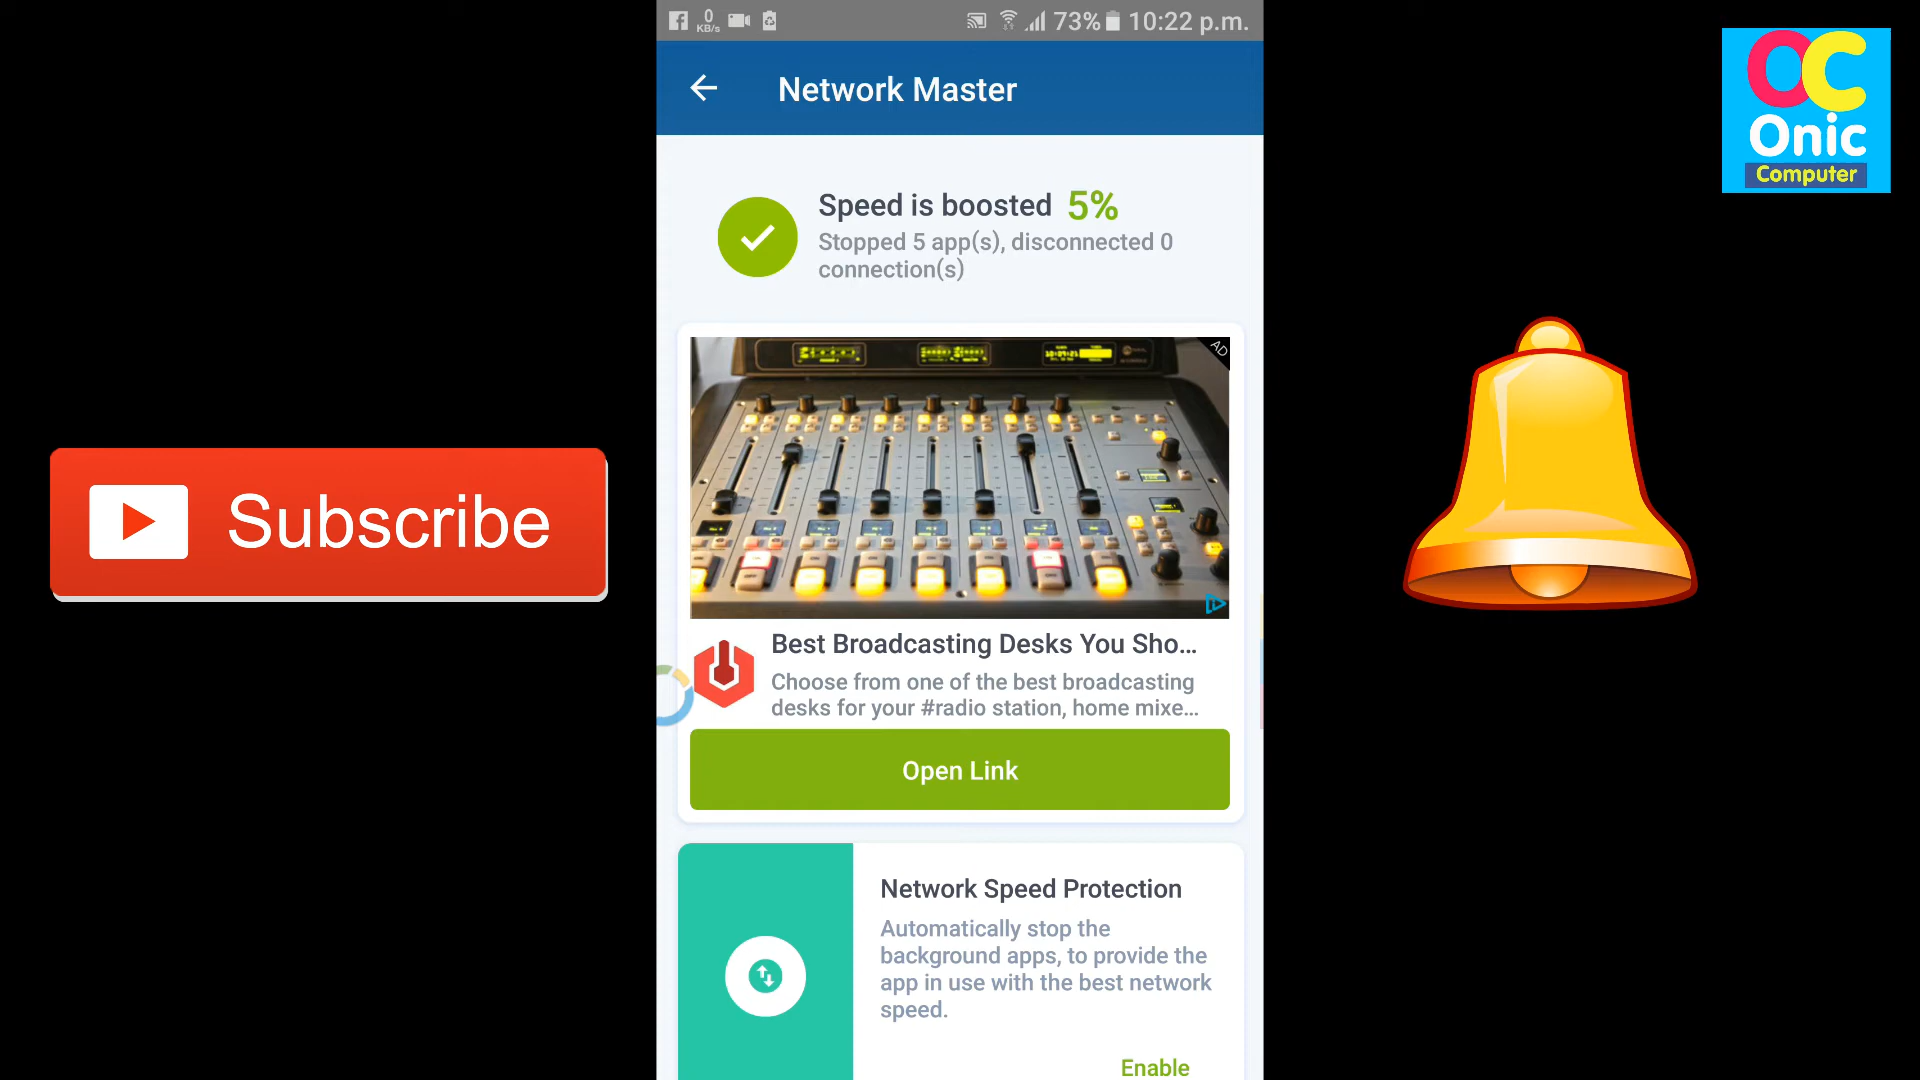 0
KB/s
73%
10:22 p.m.
Network Master
Speed is boosted 5%
Stopped 5 app(s), disconnected 0
connection(s)
AD
Best Broadcasting Desks You Sho...
Choose from one of the best broadcasting
desks for your #radio station, home mixe...
Open Link
Network Speed Protection
Automatically stop the
background apps, to provide the
app in use with the best network
speed.
Enable
Subscribe
OC
Onic
Computer